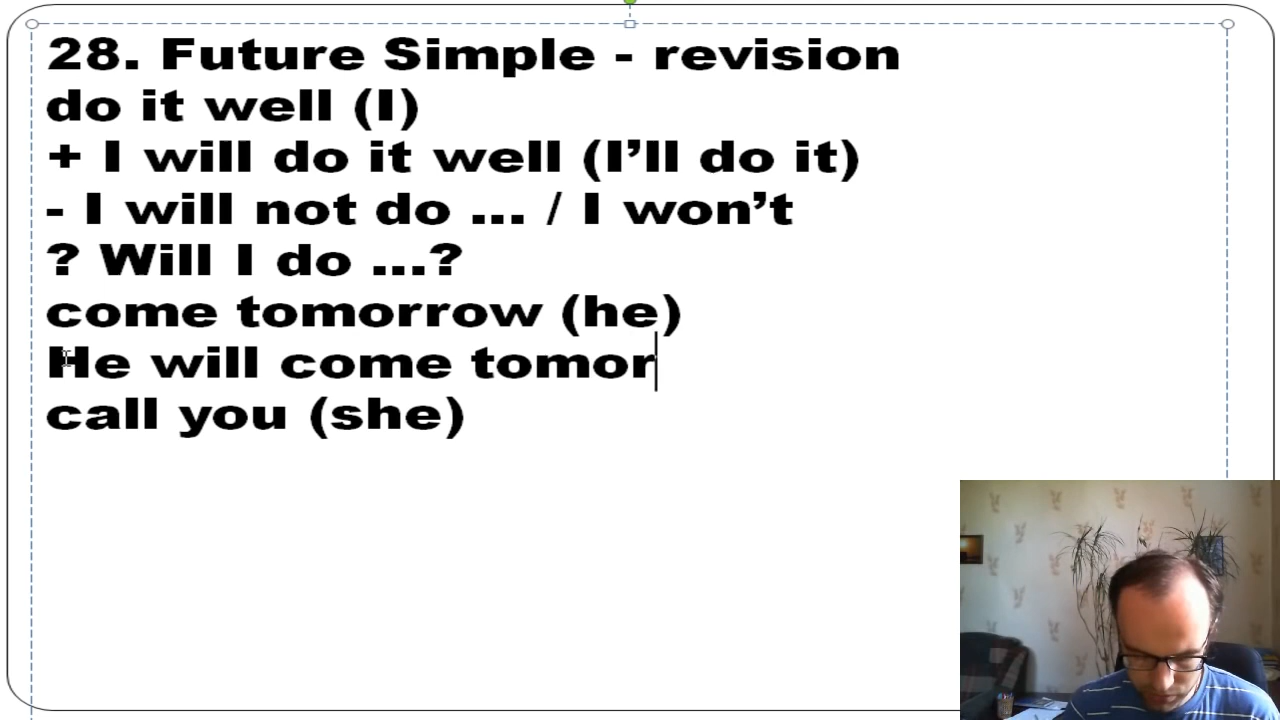 28. Future Simple - revision
do it well (I)
+ I will do it well (I’ll do it)
- I will not do ... / I won’t
? Will I do ...?
come tomorrow (he)
He will come tomor
call you (she)